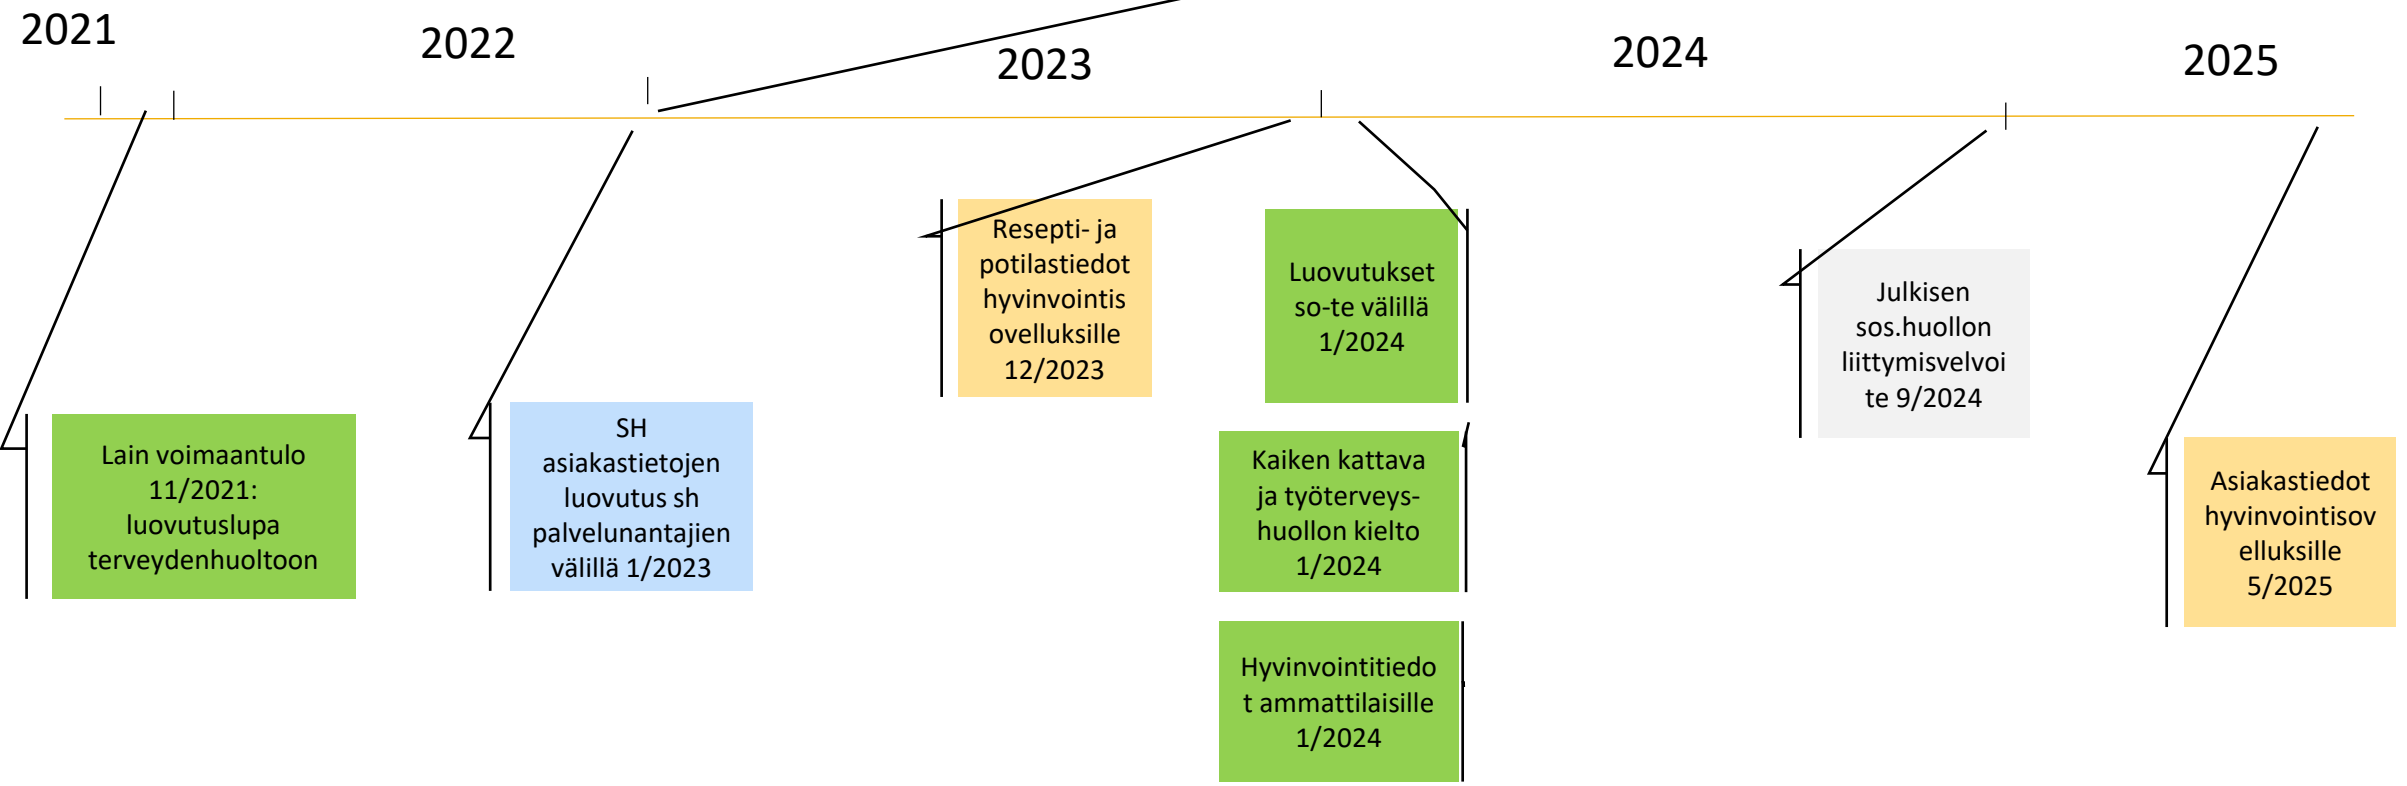 2021
2022
2023
2024
2025
Lain voimaantulo
11/2021:
luovutuslupa
terveydenhuoltoon
SH
asiakastietojen
luovutus sh
palvelunantajien
välillä 1/2023
Resepti- ja
potilastiedot
hyvinvointis
ovelluksille
12/2023
Luovutukset
so-te välillä
1/2024
Kaiken kattava
ja työterveys-
huollon kielto
1/2024
Hyvinvointitiedo
t ammattilaisille
1/2024
Julkisen
sos.huollon
liittymisvelvoi
te 9/2024
Asiakastiedot
hyvinvointisov
elluksille
5/2025